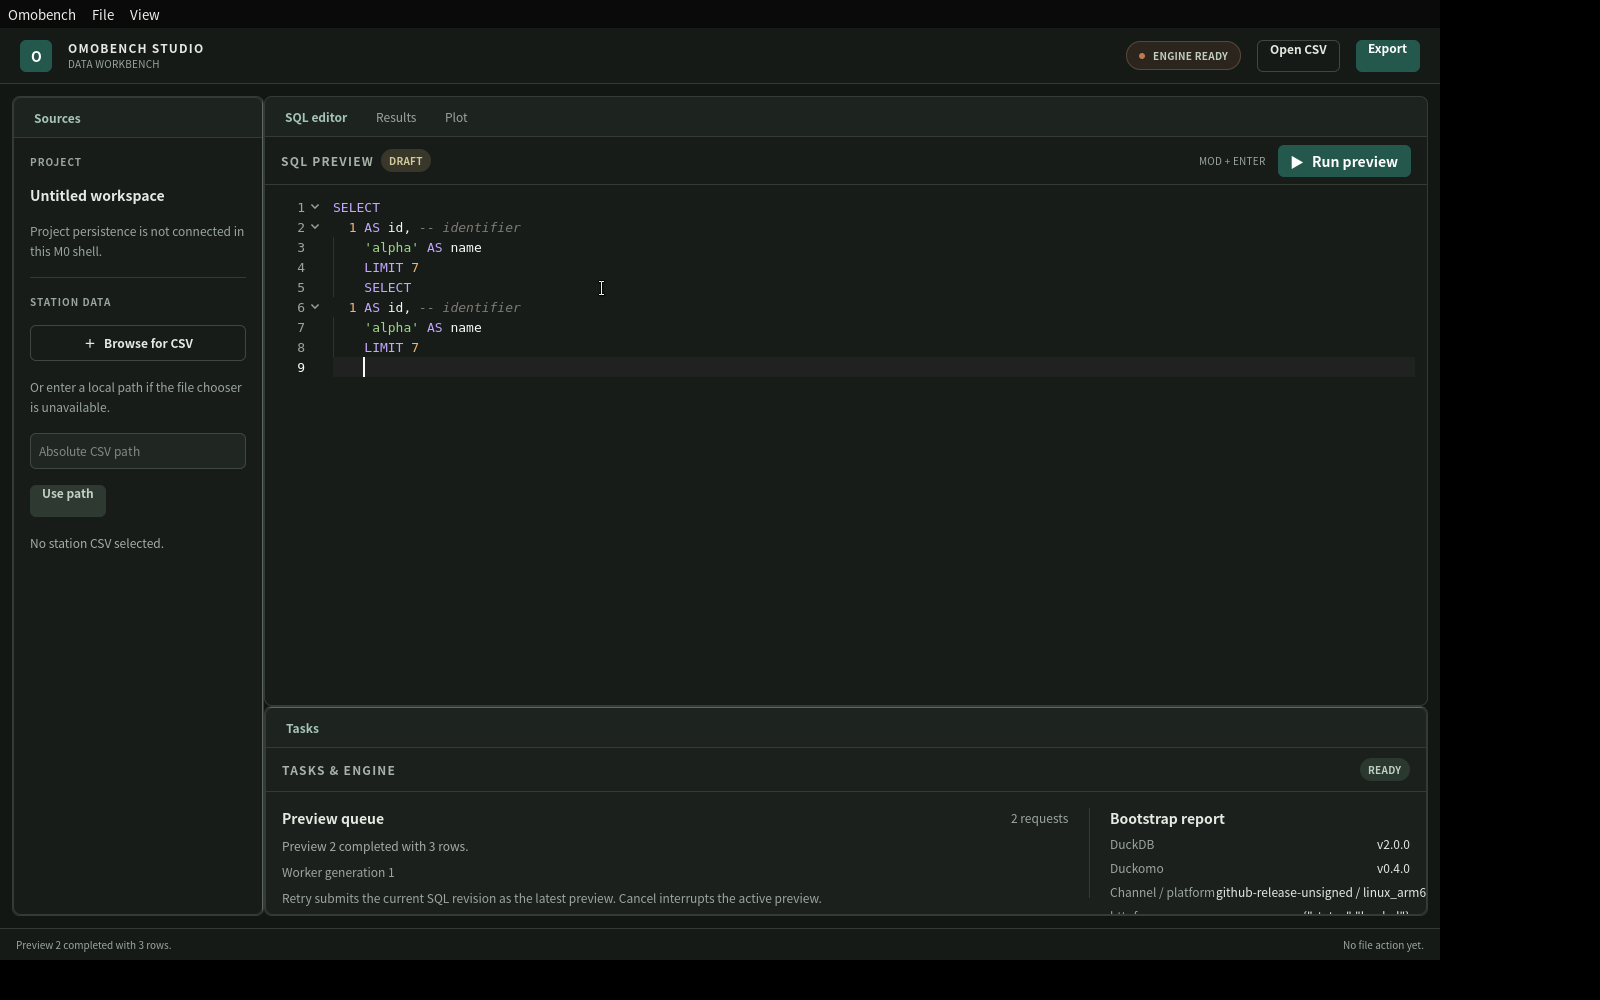 Omobench File View
O
OMOBENCH STUDIO
DATA WORKBENCH
ENGINE READY
Open CSV
Export
Sources
PROJECT
Untitled workspace
Project persistence is not connected in
this M0 shell.
STATION DATA
+ Browse for CSV
Or enter a local path if the file chooser
is unavailable.
Absolute CSV path
Use path
No station CSV selected.
SQL editor Results Plot
SQL PREVIEW DRAFT
MOD + ENTER
▶ Run preview
1 SELECT
2 1 AS id, -- identifier
3 'alpha' AS name
4 LIMIT 7
5 SELECT
6 1 AS id, -- identifier
7 'alpha' AS name
8 LIMIT 7
9
Tasks
TASKS & ENGINE
READY
Preview queue
2 requests
Preview 2 completed with 3 rows.
Worker generation 1
Retry submits the current SQL revision as the latest preview. Cancel interrupts the active preview.
Bootstrap report
DuckDB v2.0.0
Duckomo v0.4.0
Channel / platform github-release-unsigned / linux_arm6
Preview 2 completed with 3 rows.
No file action yet.